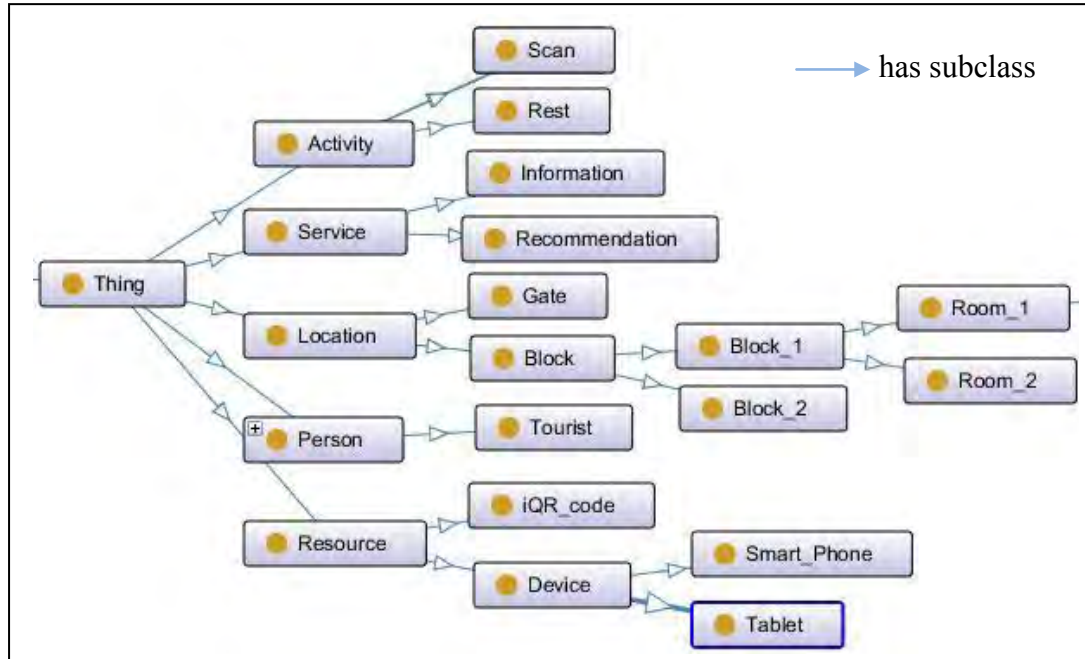 Scan
has subclass
Rest
Activity
Information
Service
Recommendation
Thing
Gate
Room_1
Location
Block_1
Block
Room_2
Block_2
Person
Tourist
iQR_code
Resource
Smart_Phone
Device
Tablet